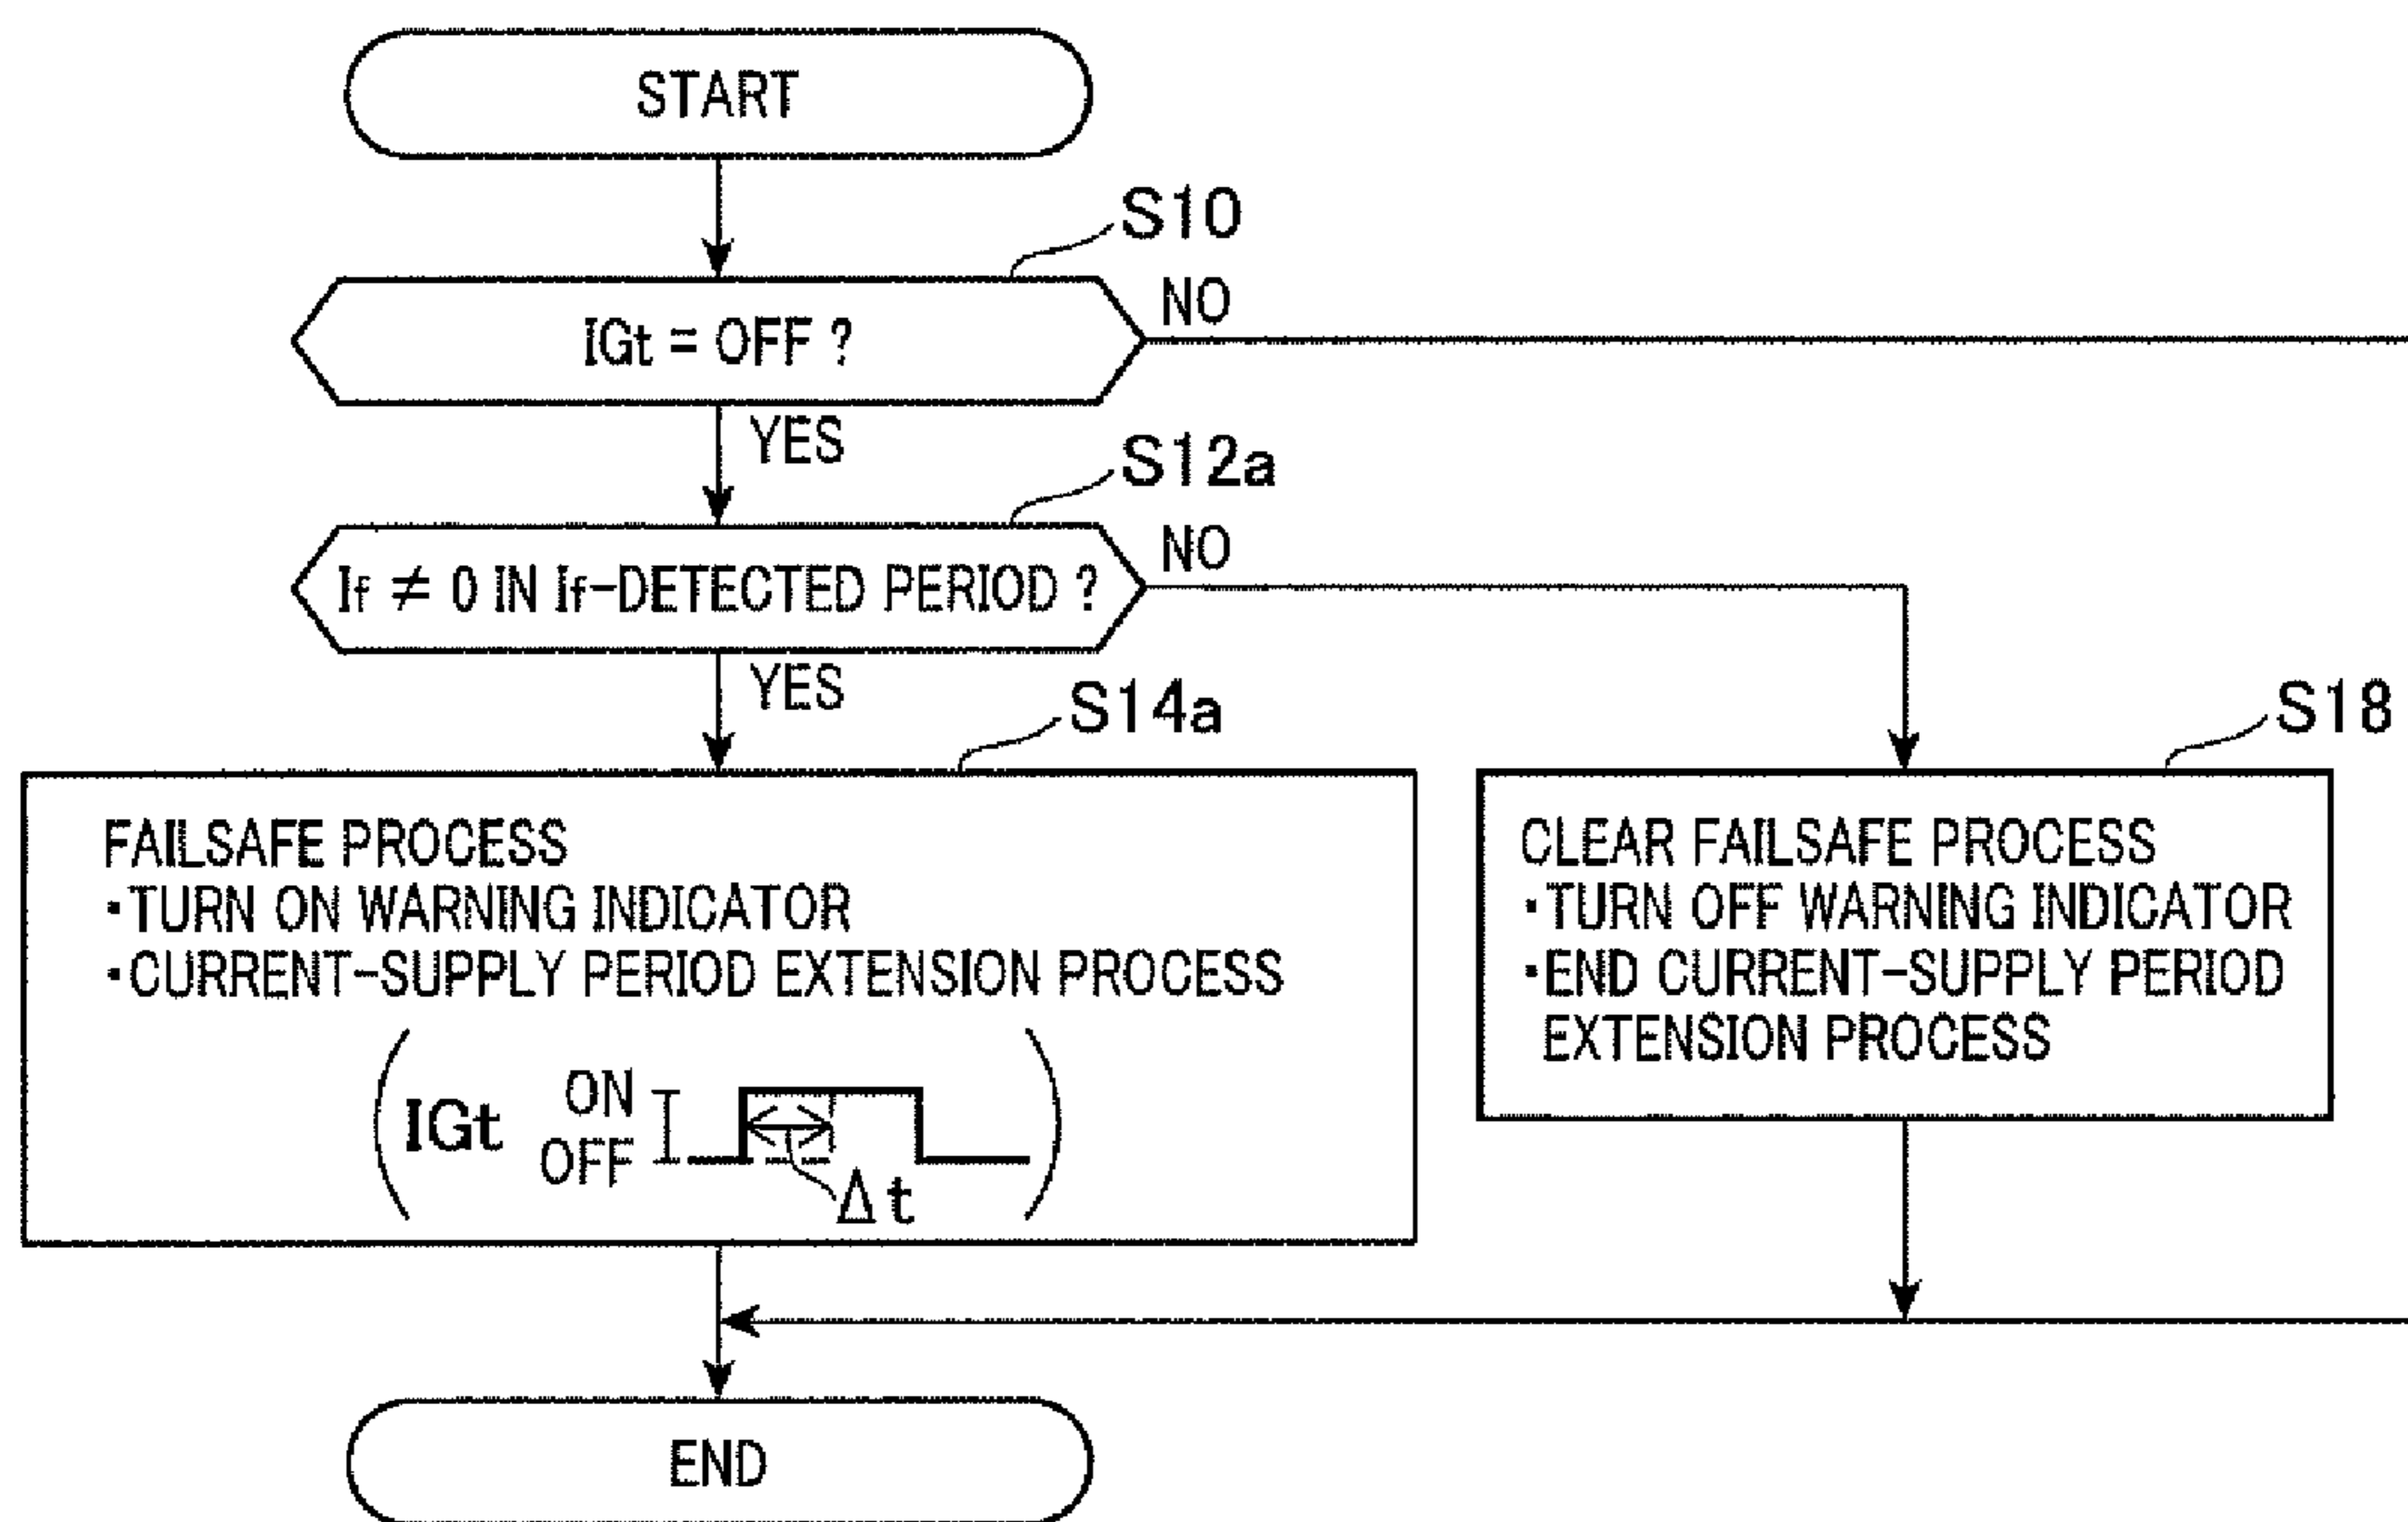 START
S10
IGt = OFF ?
NO
YES
S12a
If ≠ 0 IN If-DETECTED PERIOD ?
NO
YES
S14a
FAILSAFE PROCESS
・TURN ON WARNING INDICATOR
・CURRENT-SUPPLY PERIOD EXTENSION PROCESS
IGt
ON
OFF
Δt
S18
CLEAR FAILSAFE PROCESS
・TURN OFF WARNING INDICATOR
・END CURRENT-SUPPLY PERIOD
EXTENSION PROCESS
END